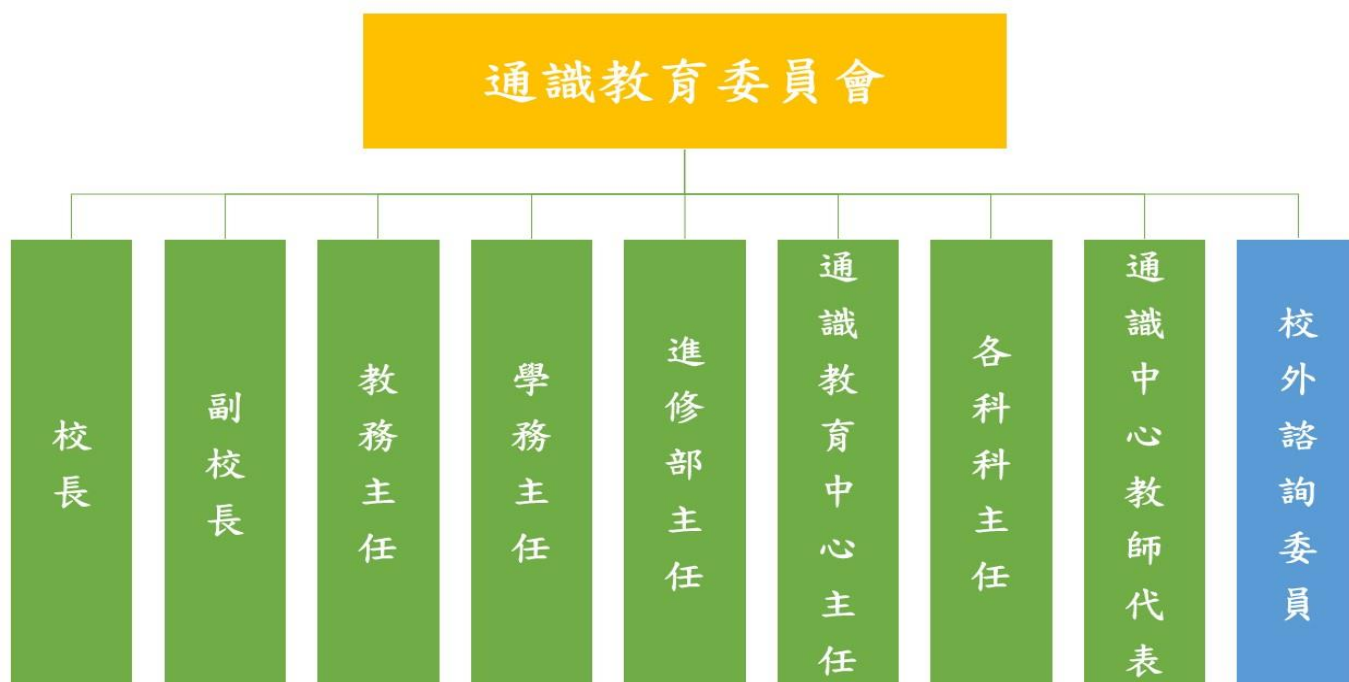 通識教育委員會
校長
副校長
教務主任
學務主任
進修部主任
通識教育中心主任
各科科主任
通識中心教師代表
校外諮詢委員